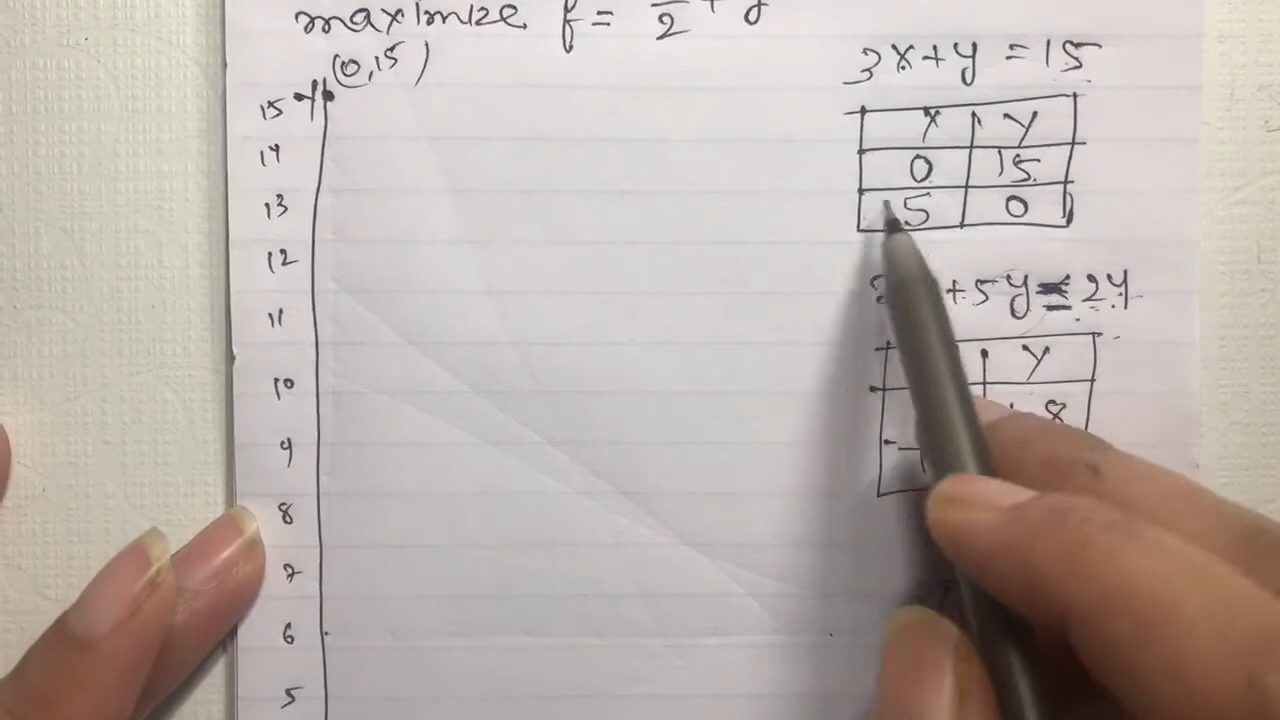 maximize f = /2 + y
(0,15)
3x+y = 15
x y
0 15
5 0
+5y = 24
y
8
15 Y
14
13
12
11
10
9
8
7
6
5